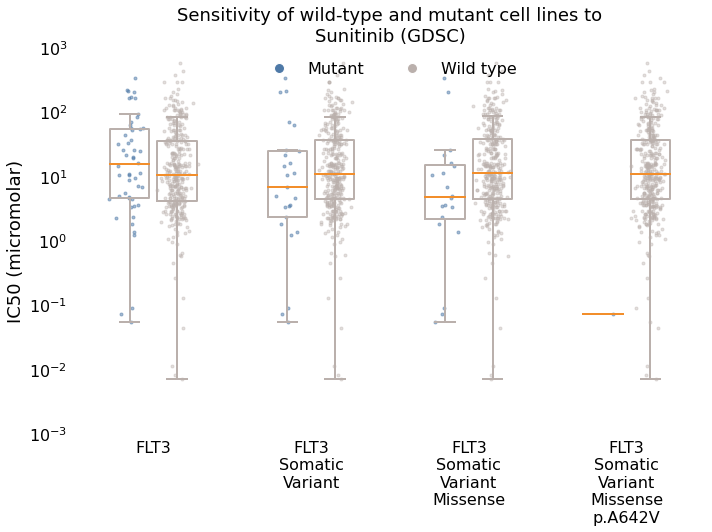 Sensitivity of wild-type and mutant cell lines to
Sunitinib (GDSC)
Mutant
Wild type
IC50 (micromolar)
10³
10²
10¹
10⁰
10⁻¹
10⁻²
10⁻³
FLT3
FLT3
Somatic
Variant
FLT3
Somatic
Variant
Missense
FLT3
Somatic
Variant
Missense
p.A642V